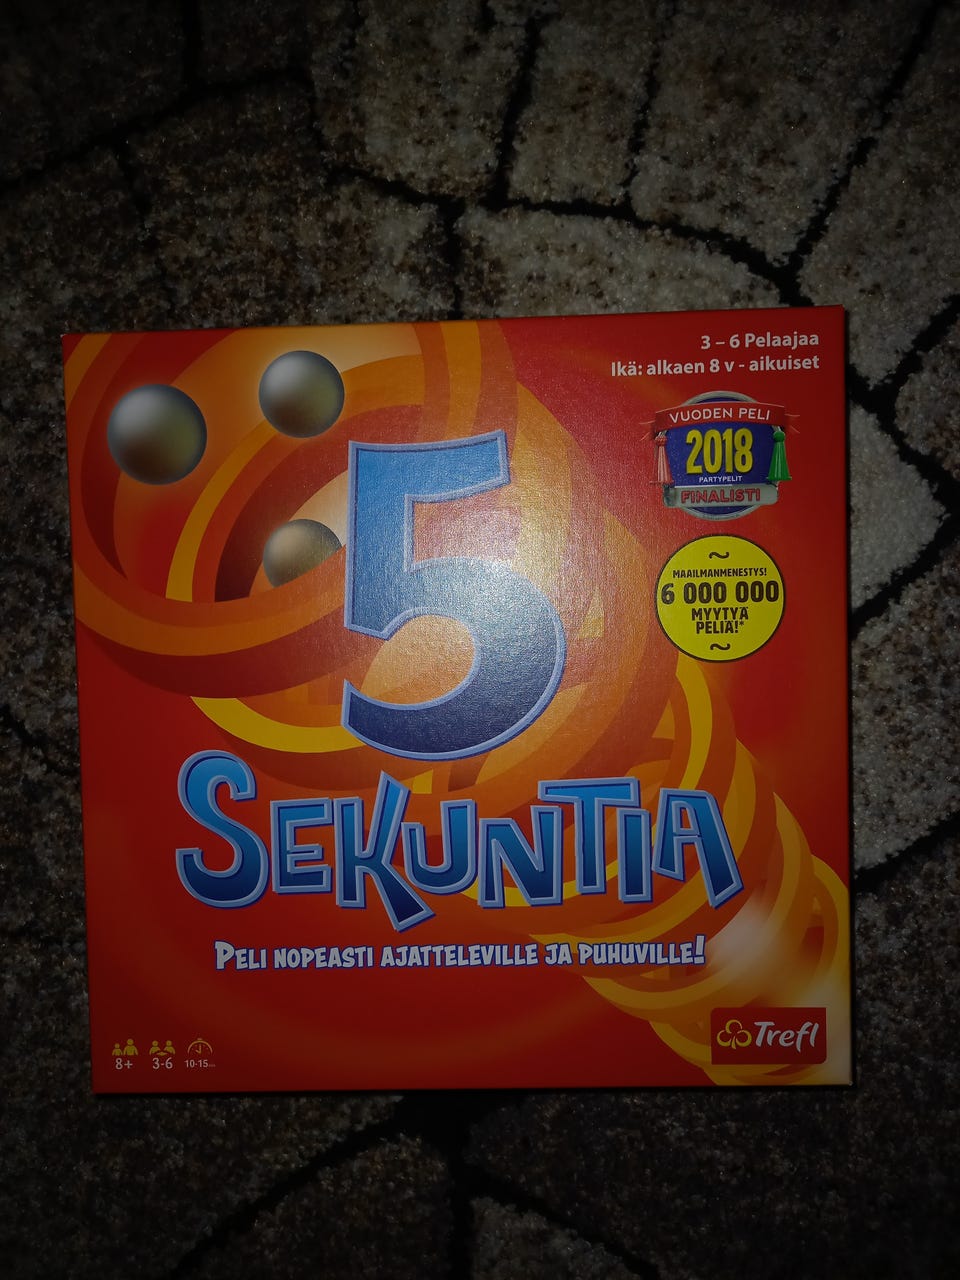 3 – 6 Pelaajaa
Ikä: alkaen 8 v - aikuiset
VUODEN PELI
2018
PARTYPELIT
FINALISTI
MAAILMANMENESTYS!
6 000 000
MYYTYÄ
PELIÄ!*
5
SEKUNTIA
PELI NOPEASTI AJATTELEVILLE JA PUHUVILLE!
8+ 3-6 10-15
Trefl